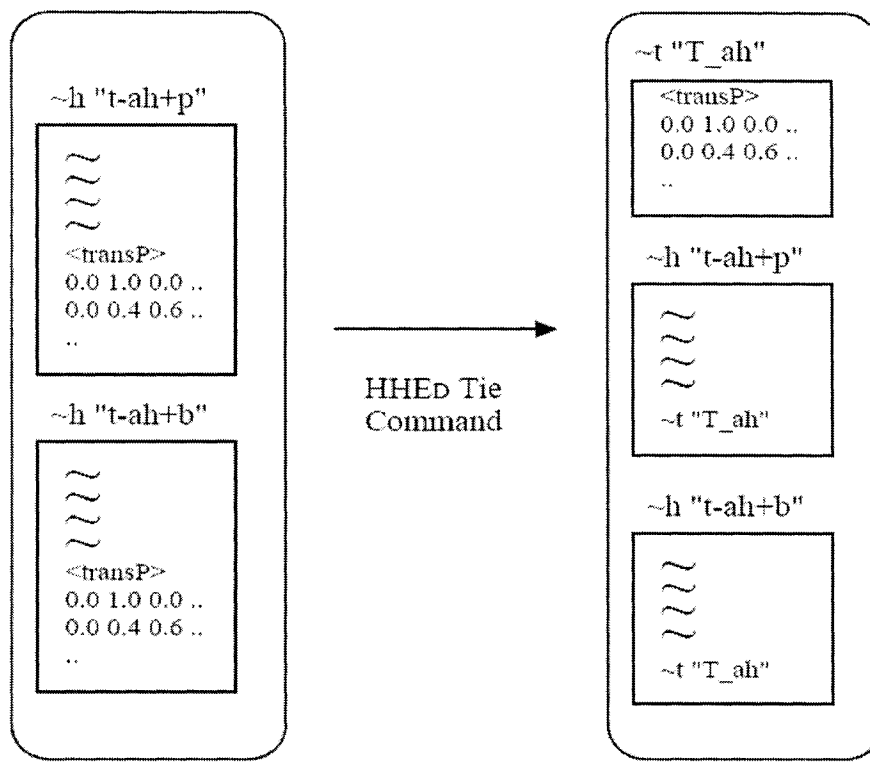 ~h "t-ah+p"
<transP>
0.0 1.0 0.0 ..
0.0 0.4 0.6 ..
..
~h "t-ah+b"
<transP>
0.0 1.0 0.0 ..
0.0 0.4 0.6 ..
..
HHED Tie
Command
~t "T_ah"
<transP>
0.0 1.0 0.0 ..
0.0 0.4 0.6 ..
..
~h "t-ah+p"
~t "T_ah"
~h "t-ah+b"
~t "T_ah"